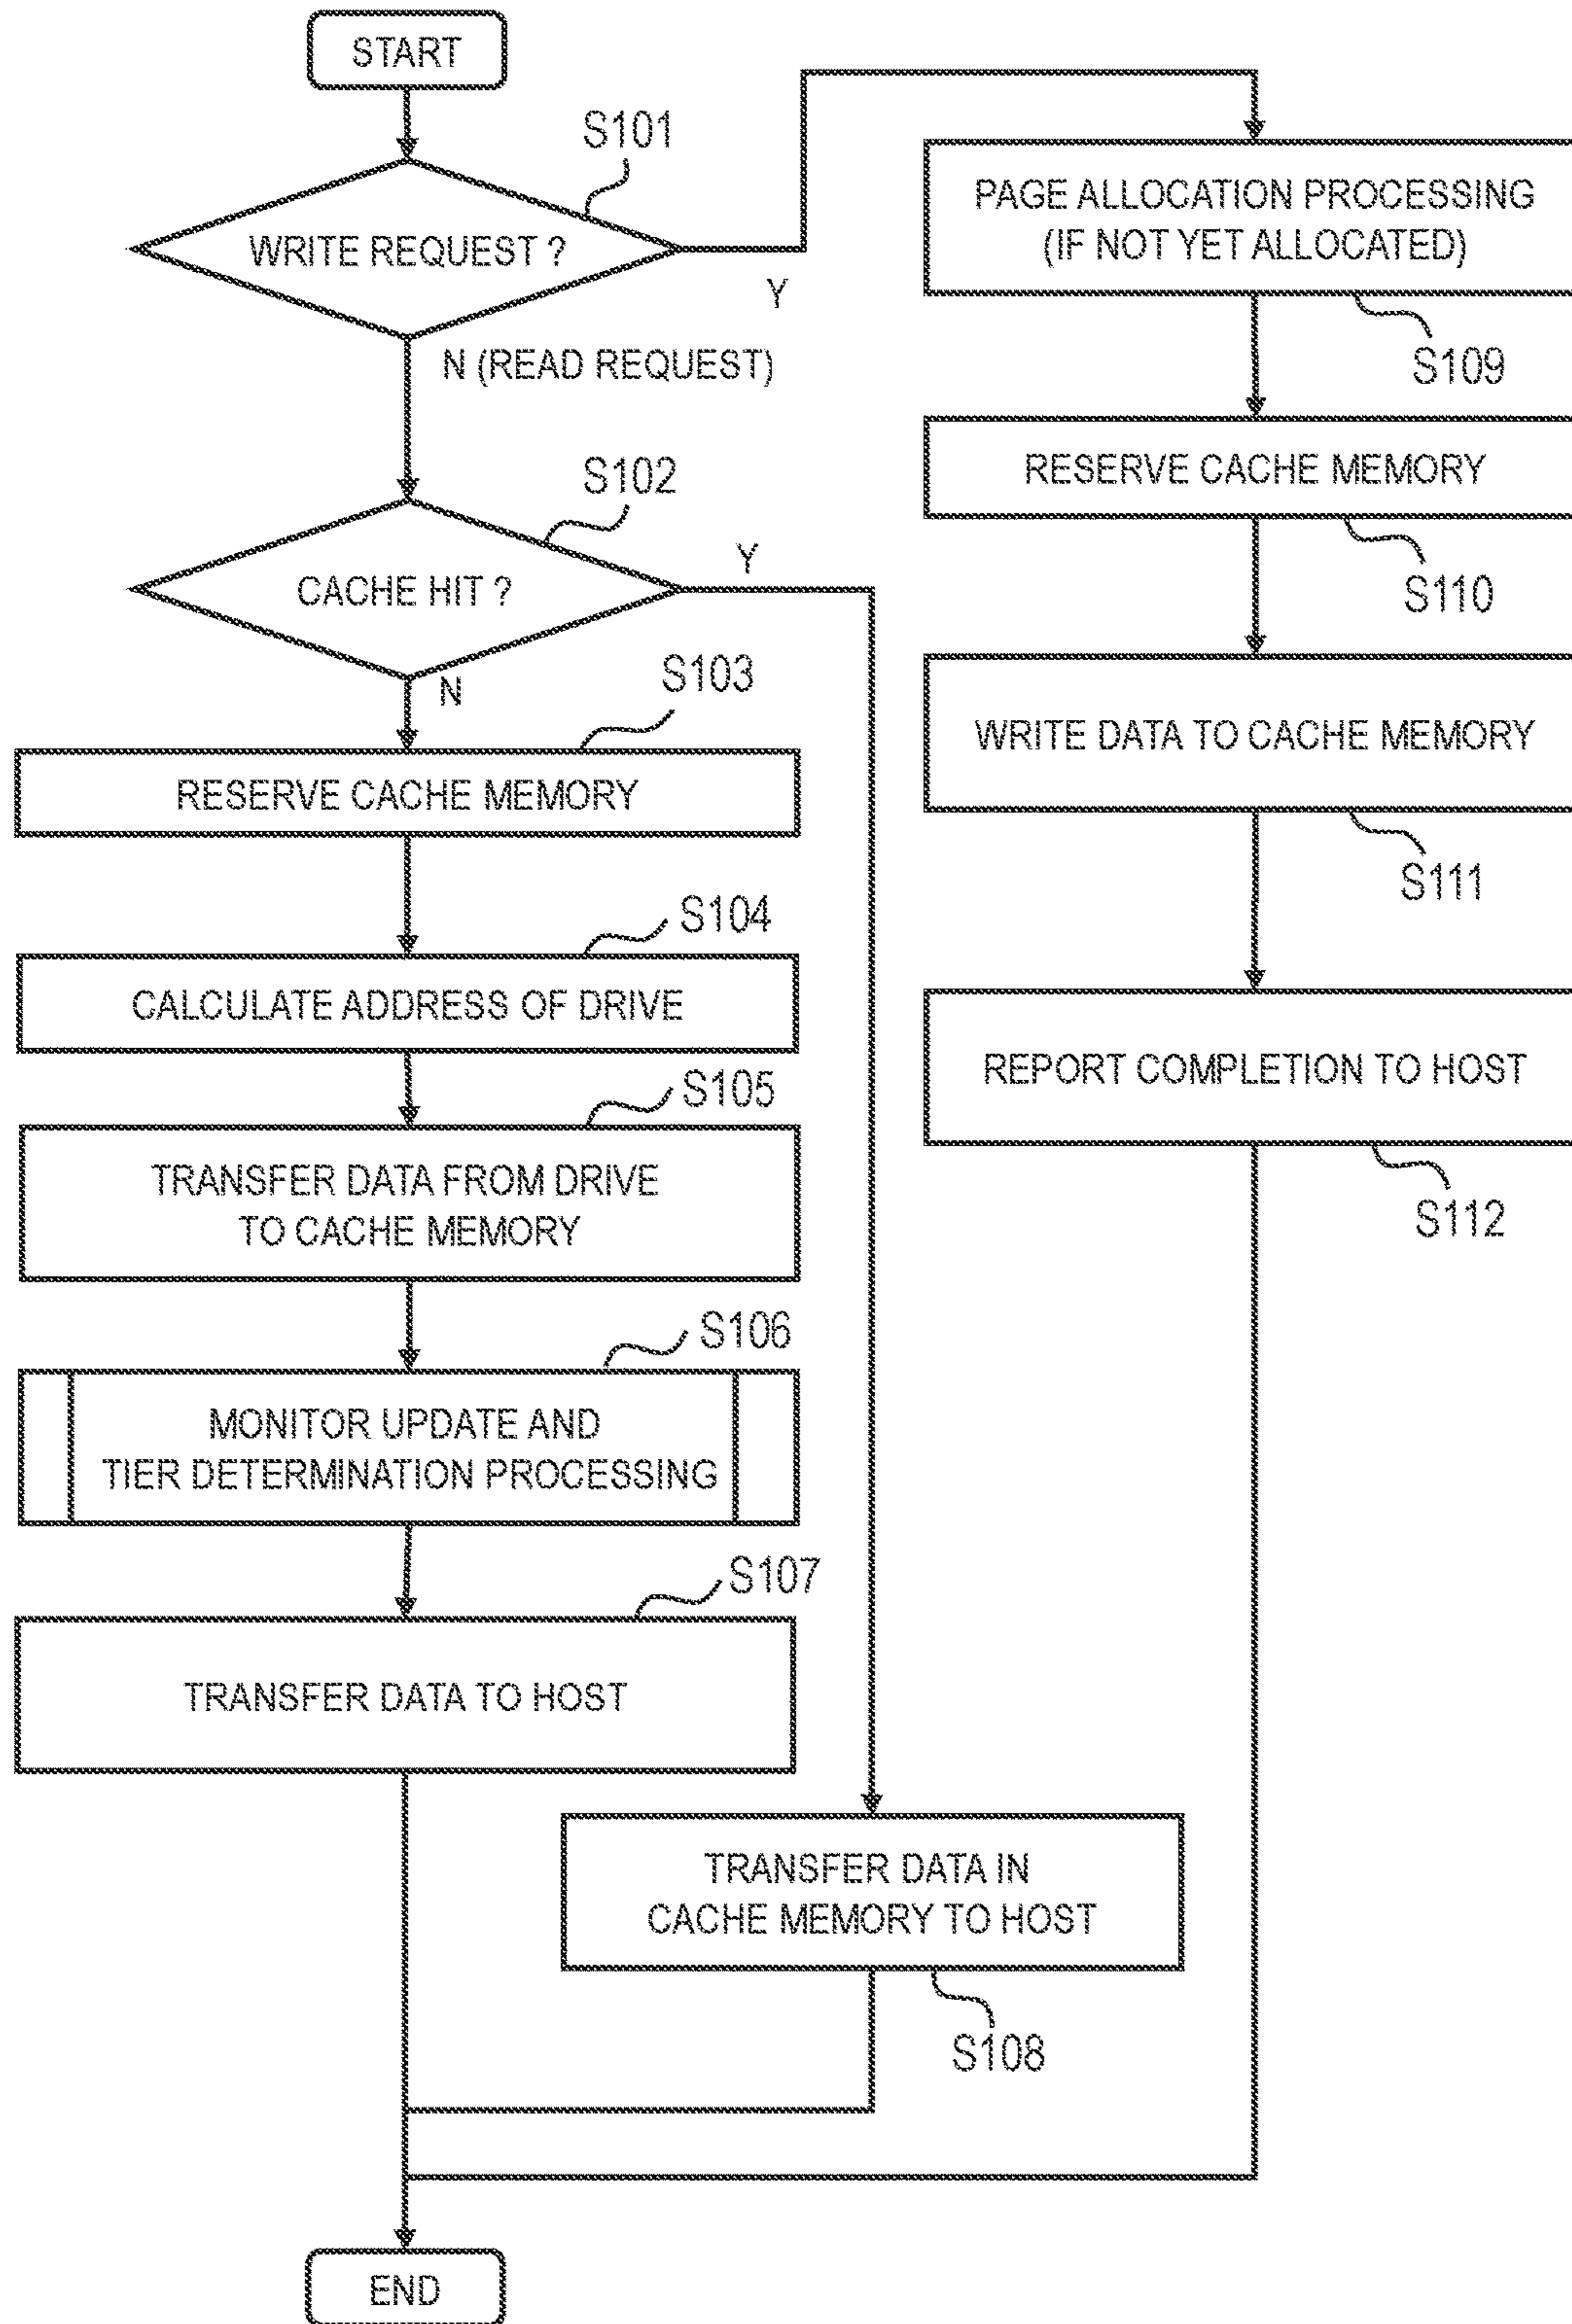 START
S101
WRITE REQUEST ?
Y
N (READ REQUEST)
S102
CACHE HIT ?
Y
N
S103
RESERVE CACHE MEMORY
S104
CALCULATE ADDRESS OF DRIVE
S105
TRANSFER DATA FROM DRIVE
TO CACHE MEMORY
S106
MONITOR UPDATE AND
TIER DETERMINATION PROCESSING
S107
TRANSFER DATA TO HOST
TRANSFER DATA IN
CACHE MEMORY TO HOST
S108
PAGE ALLOCATION PROCESSING
(IF NOT YET ALLOCATED)
S109
RESERVE CACHE MEMORY
S110
WRITE DATA TO CACHE MEMORY
S111
REPORT COMPLETION TO HOST
S112
END